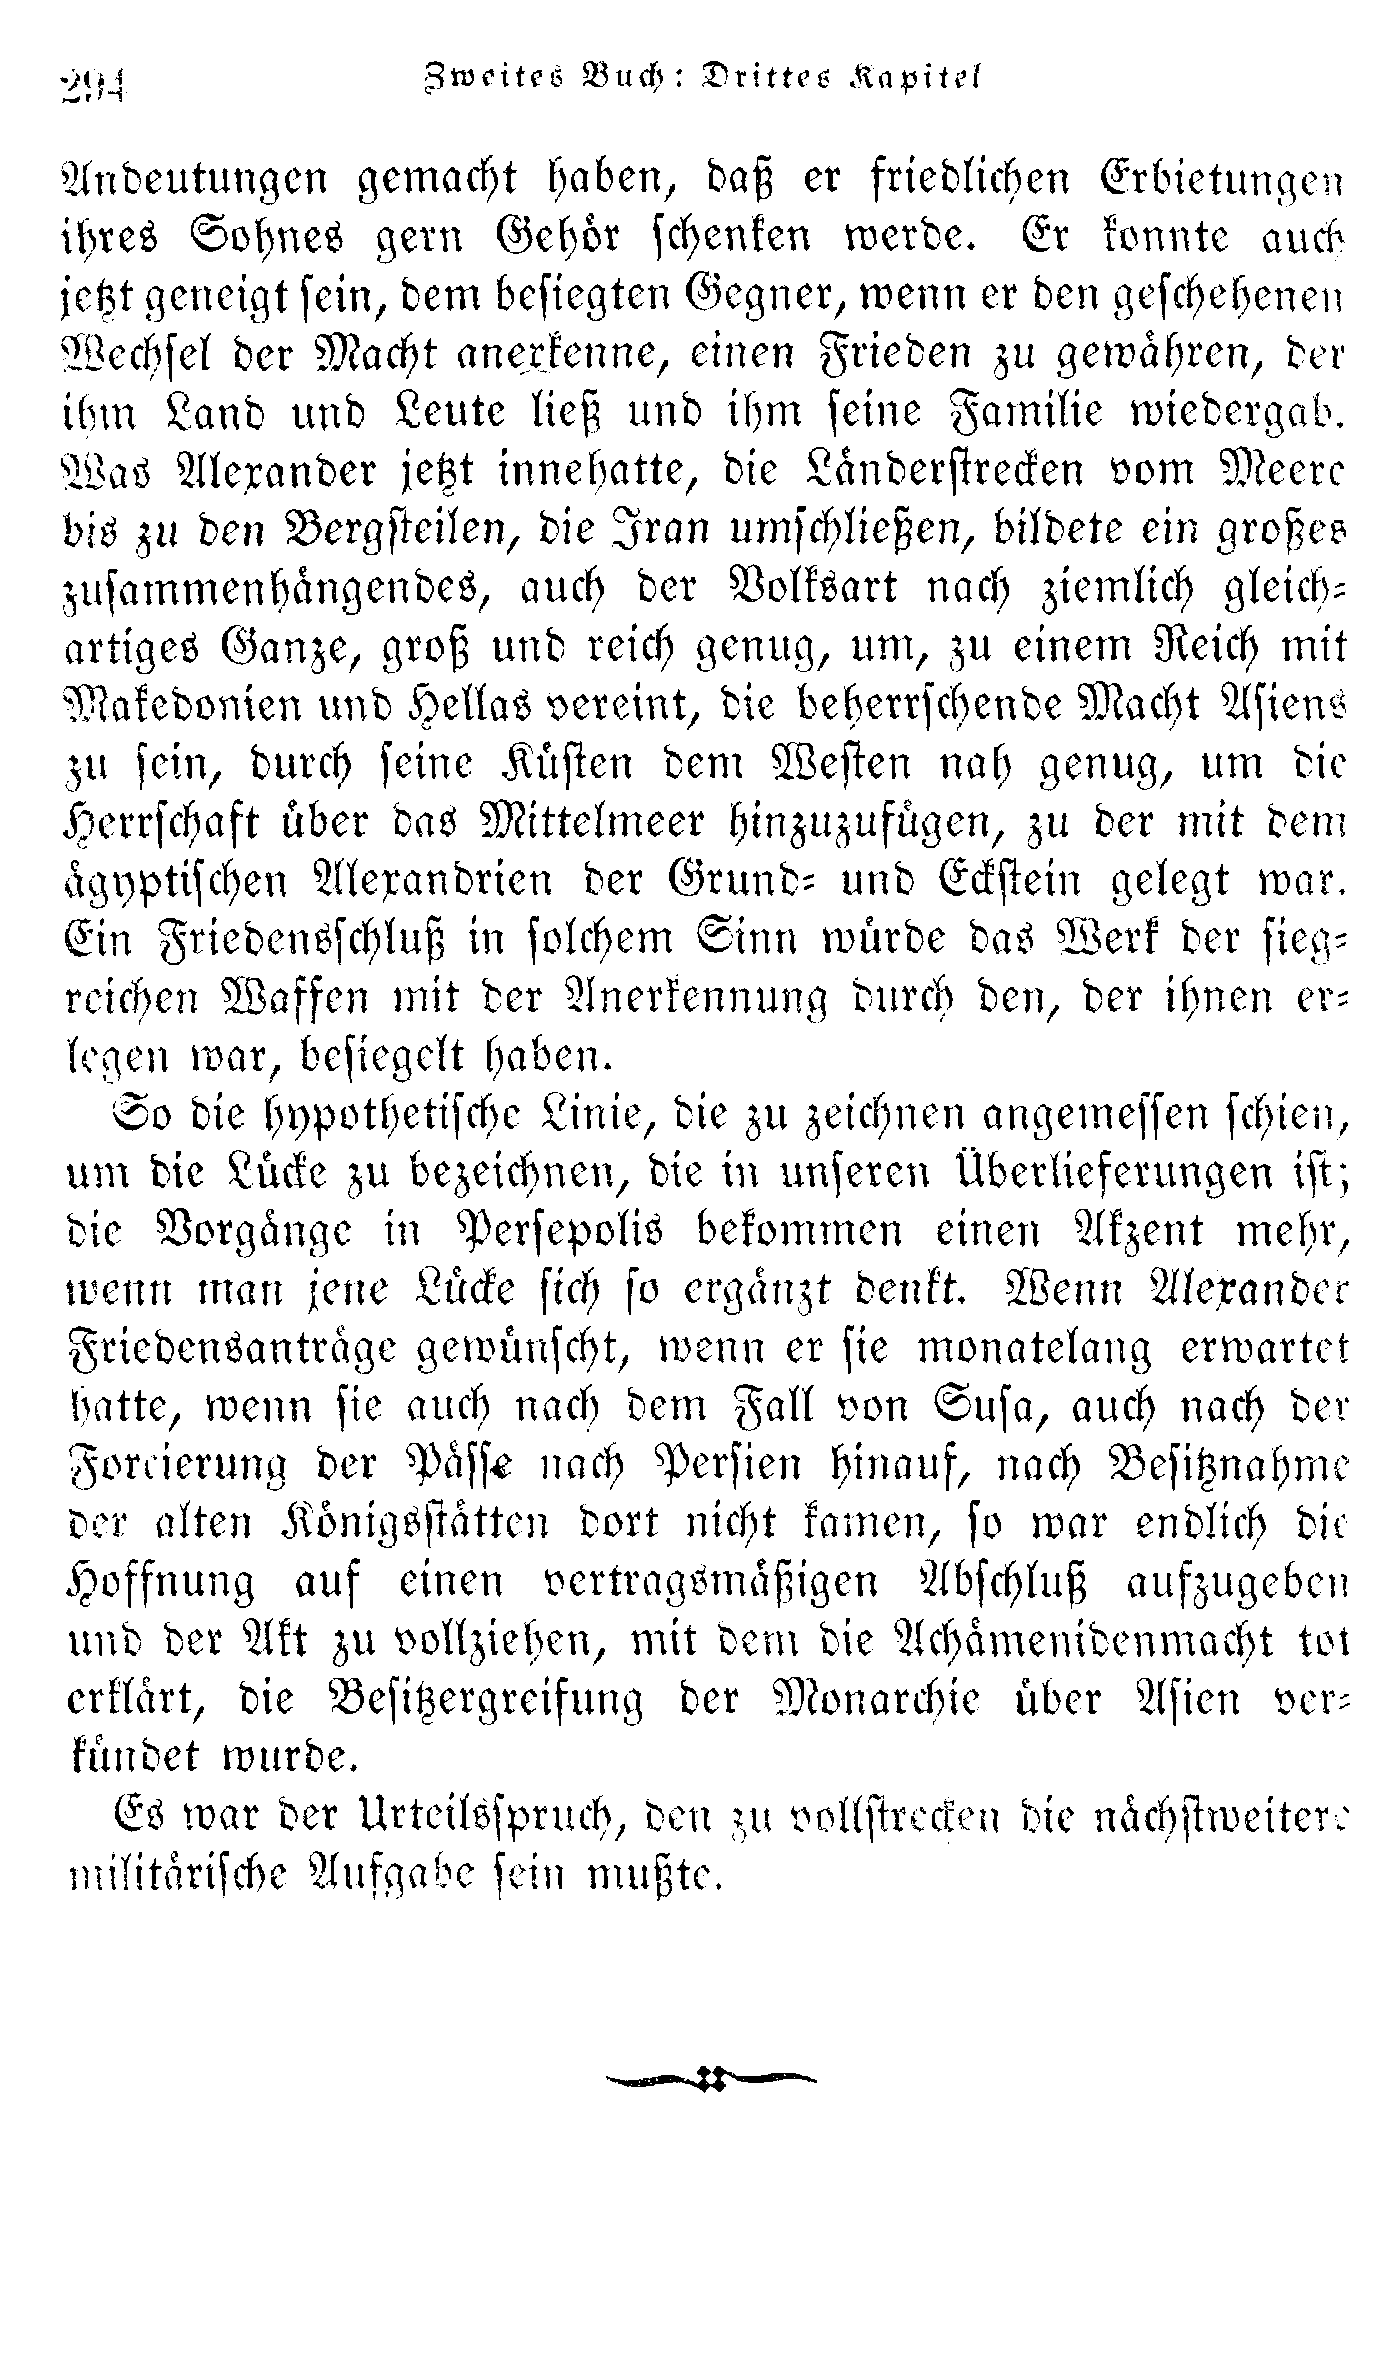 294
Zweites Buch: Drittes Kapitel
Andeutungen gemacht haben, daß er friedlichen Erbietungen
ihres Sohnes gern Gehör schenken werde. Er konnte auch
jetzt geneigt sein, dem besiegten Gegner, wenn er den geschehenen
Wechsel der Macht anerkenne, einen Frieden zu gewähren, der
ihm Land und Leute ließ und ihm seine Familie wiedergab.
Was Alexander jetzt innehatte, die Länderstrecken vom Meere
bis zu den Bergsteilen, die Iran umschließen, bildete ein großes
zusammenhängendes, auch der Volksart nach ziemlich gleich-
artiges Ganze, groß und reich genug, um, zu einem Reich mit
Makedonien und Hellas vereint, die beherrschende Macht Asiens
zu sein, durch seine Küsten dem Westen nah genug, um die
Herrschaft über das Mittelmeer hinzuzufügen, zu der mit dem
ägyptischen Alexandrien der Grund- und Eckstein gelegt war.
Ein Friedensschluß in solchem Sinn würde das Werk der sieg-
reichen Waffen mit der Anerkennung durch den, der ihnen er-
legen war, besiegelt haben.
So die hypothetische Linie, die zu zeichnen angemessen schien,
um die Lücke zu bezeichnen, die in unseren Überlieferungen ist;
die Vorgänge in Persepolis bekommen einen Akzent mehr,
wenn man jene Lücke sich so ergänzt denkt. Wenn Alexander
Friedensanträge gewünscht, wenn er sie monatelang erwartet
hatte, wenn sie auch nach dem Fall von Susa, auch nach der
Forcierung der Pässe nach Persien hinauf, nach Besitznahme
der alten Königsstätten dort nicht kamen, so war endlich die
Hoffnung auf einen vertragsmäßigen Abschluß aufzugeben
und der Akt zu vollziehen, mit dem die Achämenidenmacht tot
erklärt, die Besitzergreifung der Monarchie über Asien ver-
kündet wurde.
Es war der Urteilsspruch, den zu vollstrecken die nächstweitere
militärische Aufgabe sein mußte.